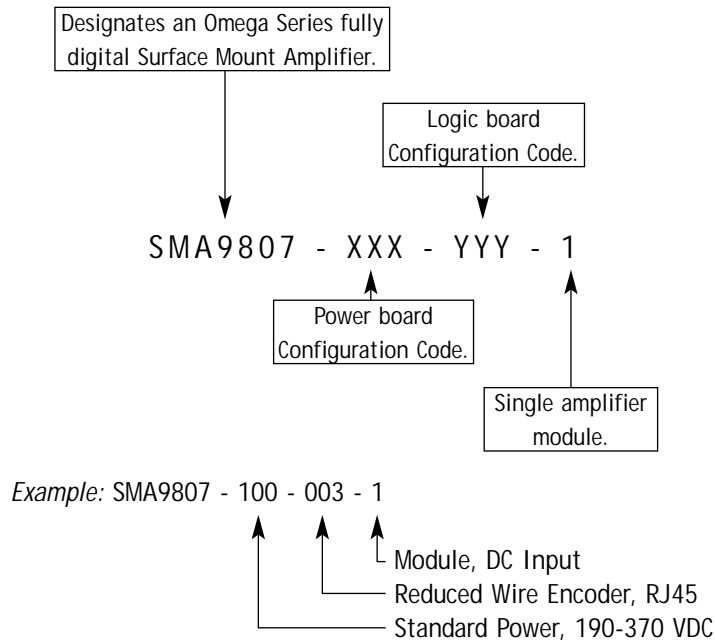 Designates an Omega Series fully
digital Surface Mount Amplifier.
Logic board
Configuration Code.
SMA9807 - XXX - YYY - 1
Power board
Configuration Code.
Single amplifier
module.
Example: SMA9807 - 100 - 003 - 1
Module, DC Input
Reduced Wire Encoder, RJ45
Standard Power, 190-370 VDC